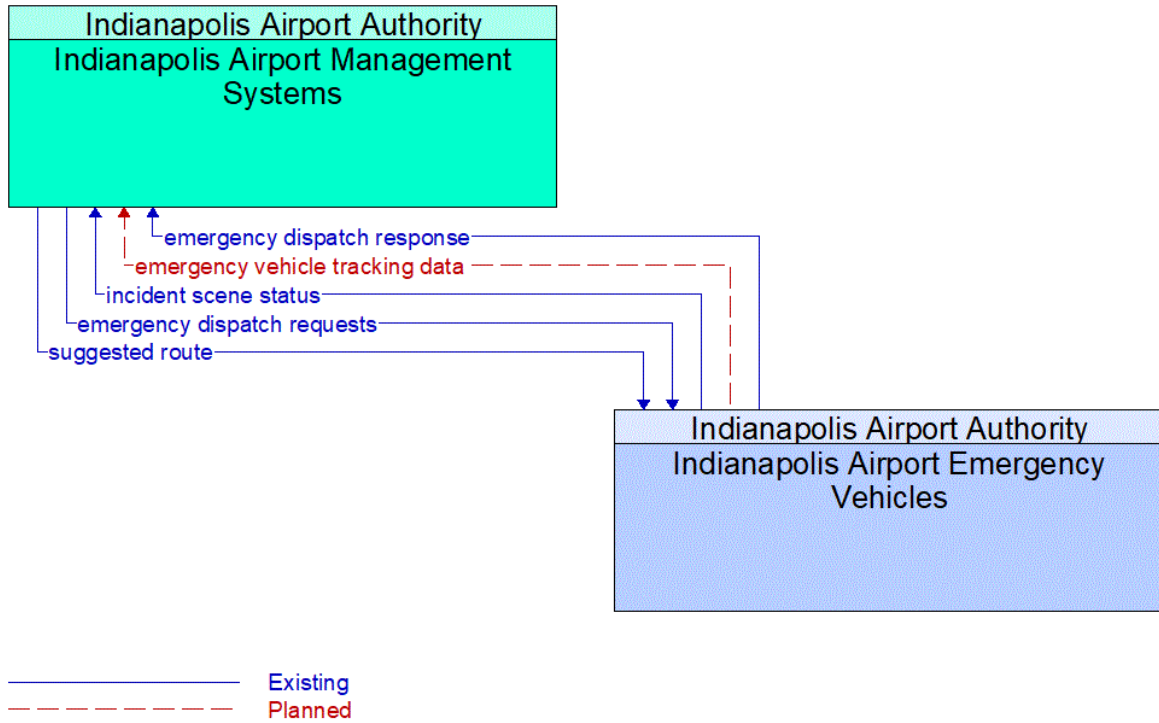 Indianapolis Airport Authority
Indianapolis Airport Management
Systems
emergency dispatch response
emergency vehicle tracking data
incident scene status
emergency dispatch requests
suggested route
Indianapolis Airport Authority
Indianapolis Airport Emergency
Vehicles
Existing
Planned